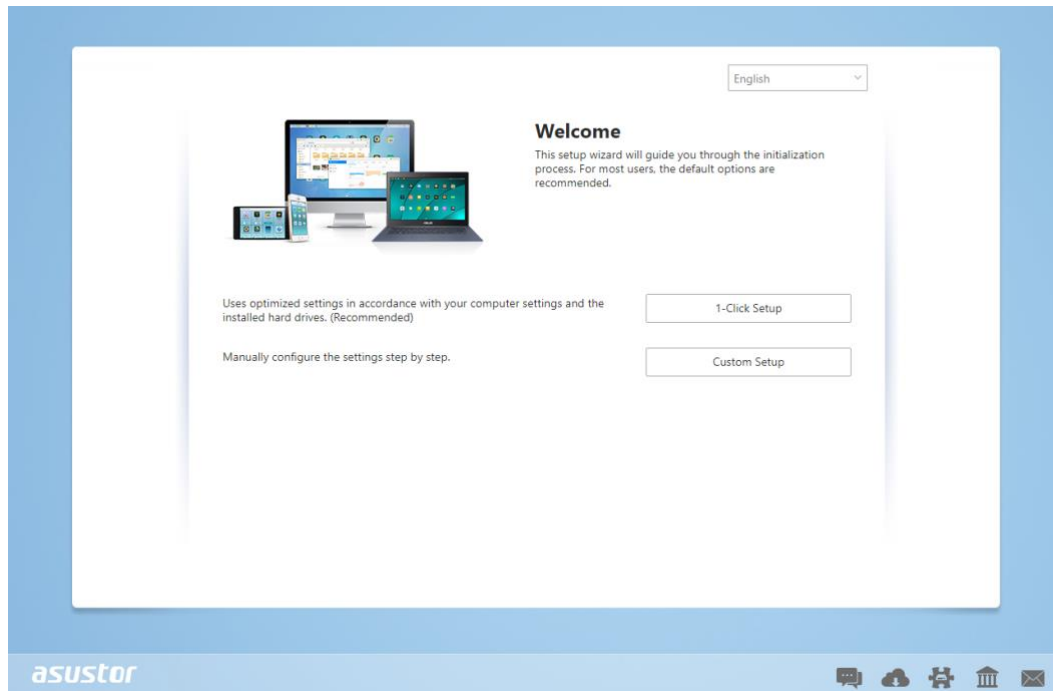 English
Welcome
This setup wizard will guide you through the initialization
process. For most users, the default options are
recommended.
Uses optimized settings in accordance with your computer settings and the
installed hard drives. (Recommended)
1-Click Setup
Manually configure the settings step by step.
Custom Setup
asustor